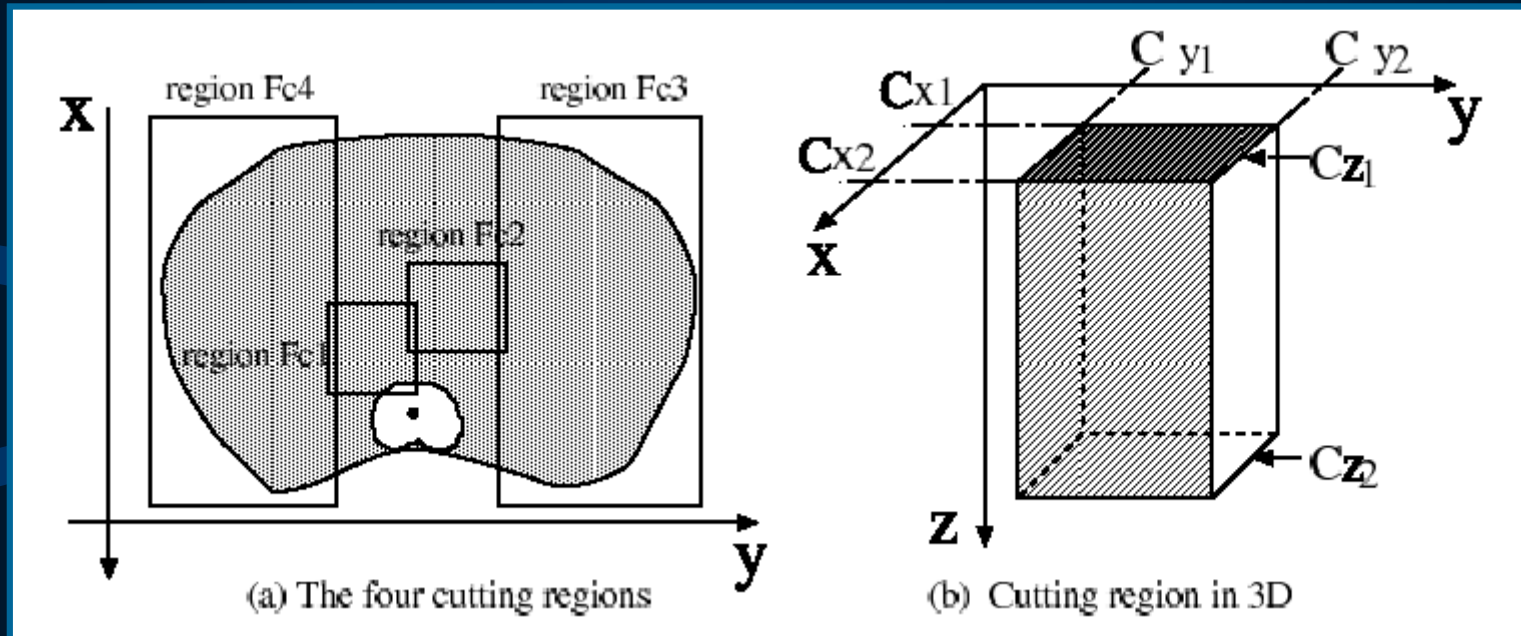 region Fc4
region Fc3
x
region Fc2
region Fc1
y
(a) The four cutting regions
C y1
C y2
Cx1
y
Cx2
Cz1
x
Cz2
z
(b) Cutting region in 3D